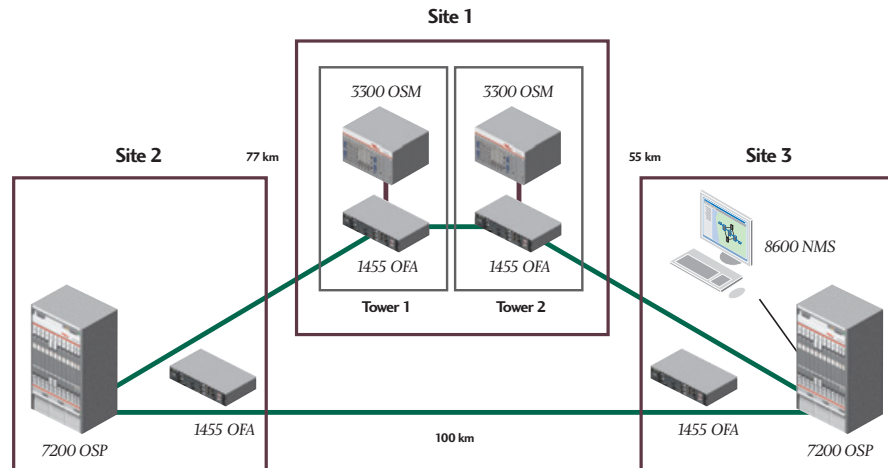 Site 1
3300 OSM
3300 OSM
Site 2
77 km
55 km
Site 3
8600 NMS
1455 OFA
1455 OFA
Tower 1
Tower 2
1455 OFA
100 km
1455 OFA
7200 OSP
7200 OSP